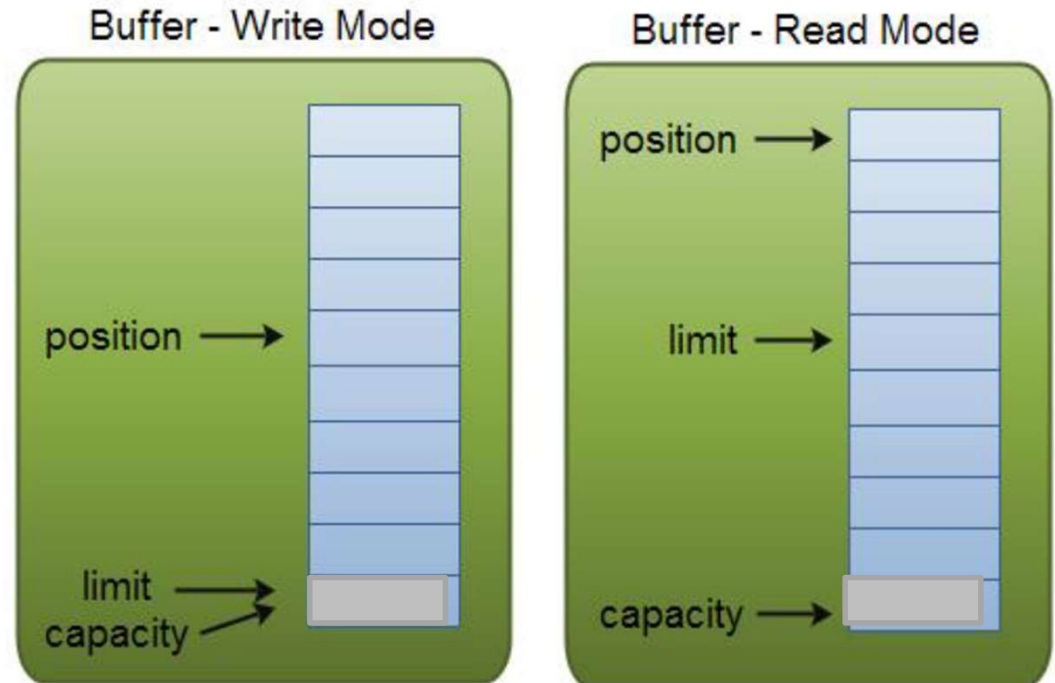 Buffer - Write Mode
position
limit
capacity
Buffer - Read Mode
position
limit
capacity